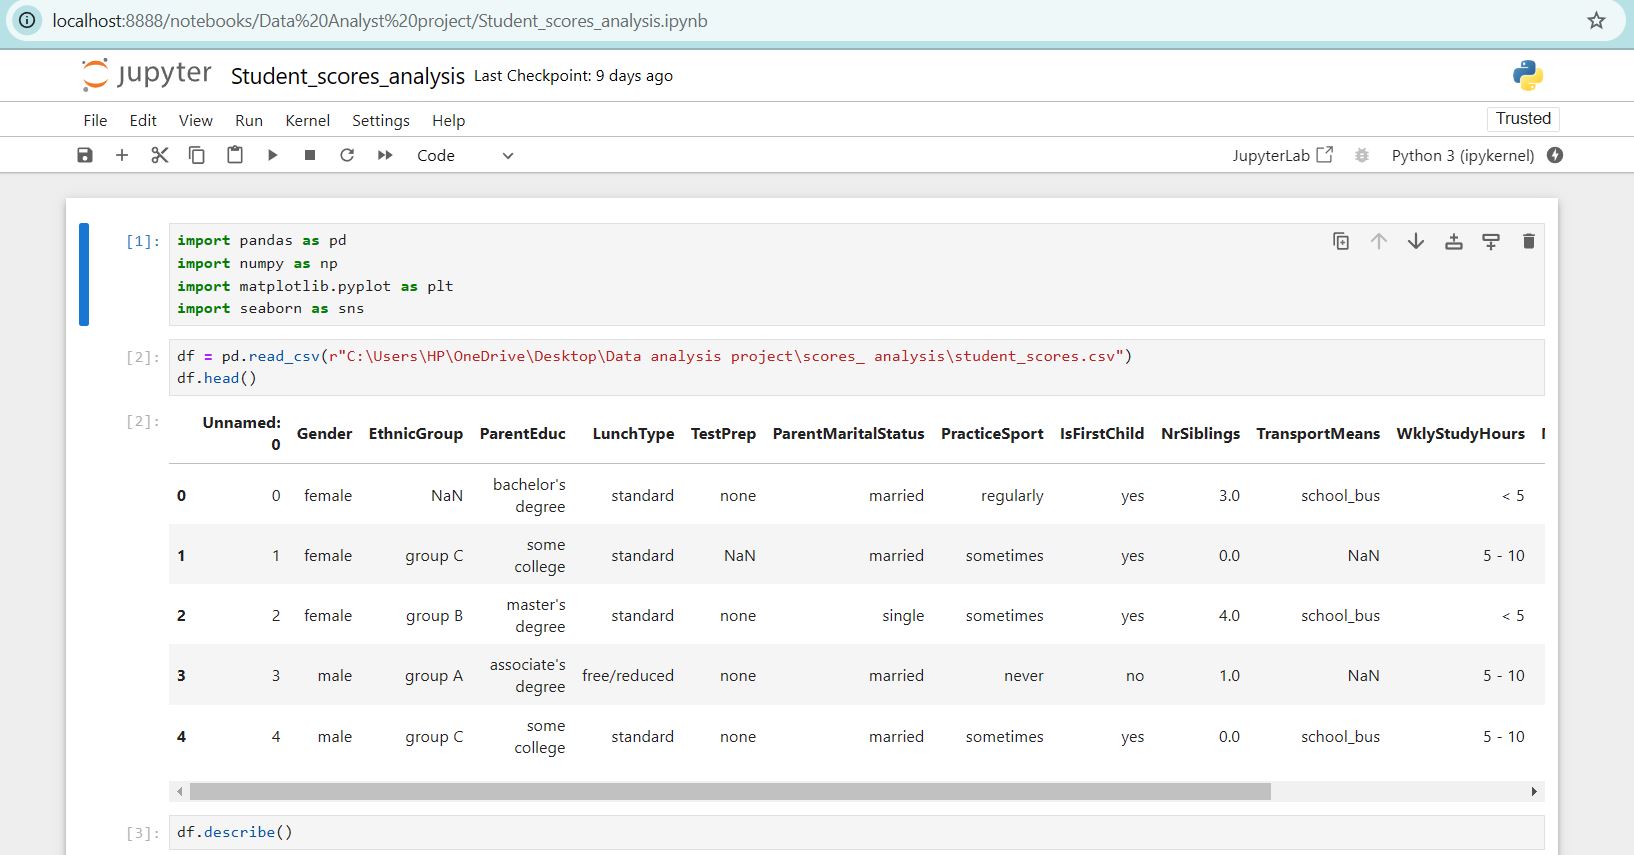 localhost:8888/notebooks/Data%20Analyst%20project/Student_scores_analysis.ipynb
jupyter Student_scores_analysis Last Checkpoint: 9 days ago
File Edit View Run Kernel Settings Help Trusted
Code JupyterLab Python 3 (ipykernel)
[1]: import pandas as pd
import numpy as np
import matplotlib.pyplot as plt
import seaborn as sns
[2]: df = pd.read_csv(r"C:\Users\HP\OneDrive\Desktop\Data analysis project\scores_ analysis\student_scores.csv")
df.head()
[2]: Unnamed: 0 Gender EthnicGroup ParentEduc LunchType TestPrep ParentMaritalStatus PracticeSport IsFirstChild NrSiblings TransportMeans WklyStudyHours
0 0 female NaN bachelor's degree standard none married regularly yes 3.0 school_bus < 5
1 1 female group C some college standard NaN married sometimes yes 0.0 NaN 5 - 10
2 2 female group B master's degree standard none single sometimes yes 4.0 school_bus < 5
3 3 male group A associate's degree free/reduced none married never no 1.0 NaN 5 - 10
4 4 male group C some college standard none married sometimes yes 0.0 school_bus 5 - 10
[3]: df.describe()